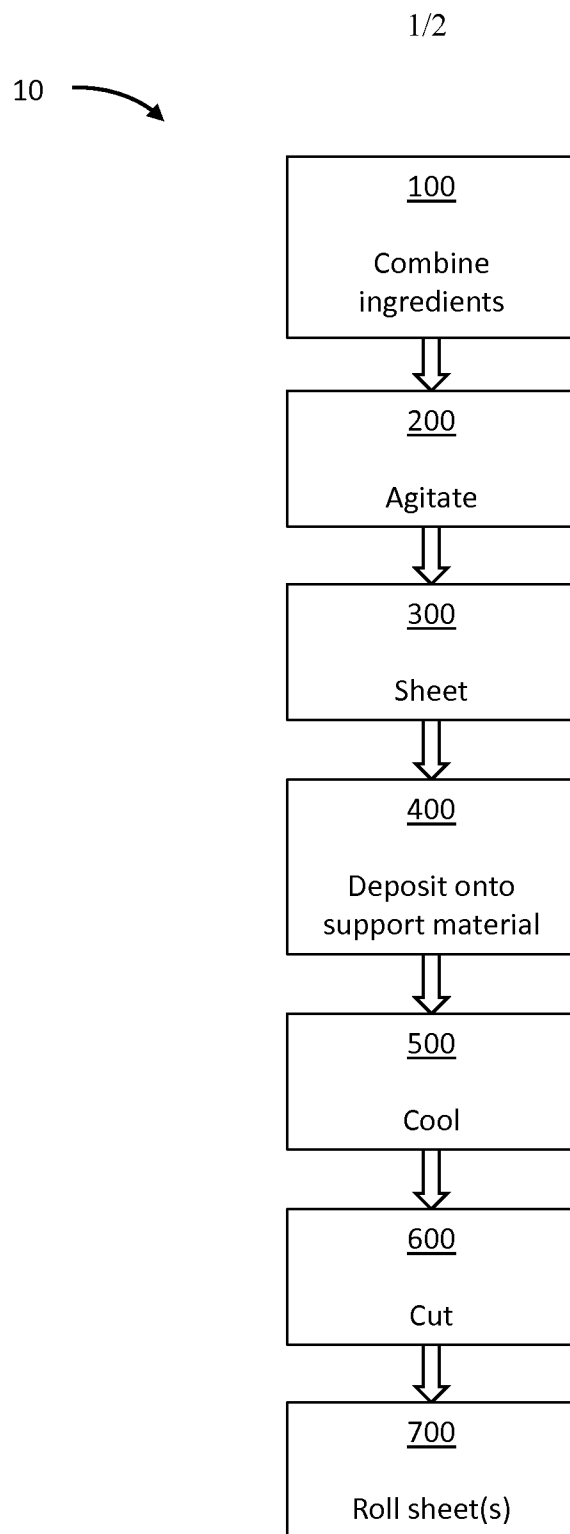 1/2
10
100
Combine
ingredients
200
Agitate
300
Sheet
400
Deposit onto
support material
500
Cool
600
Cut
700
Roll sheet(s)